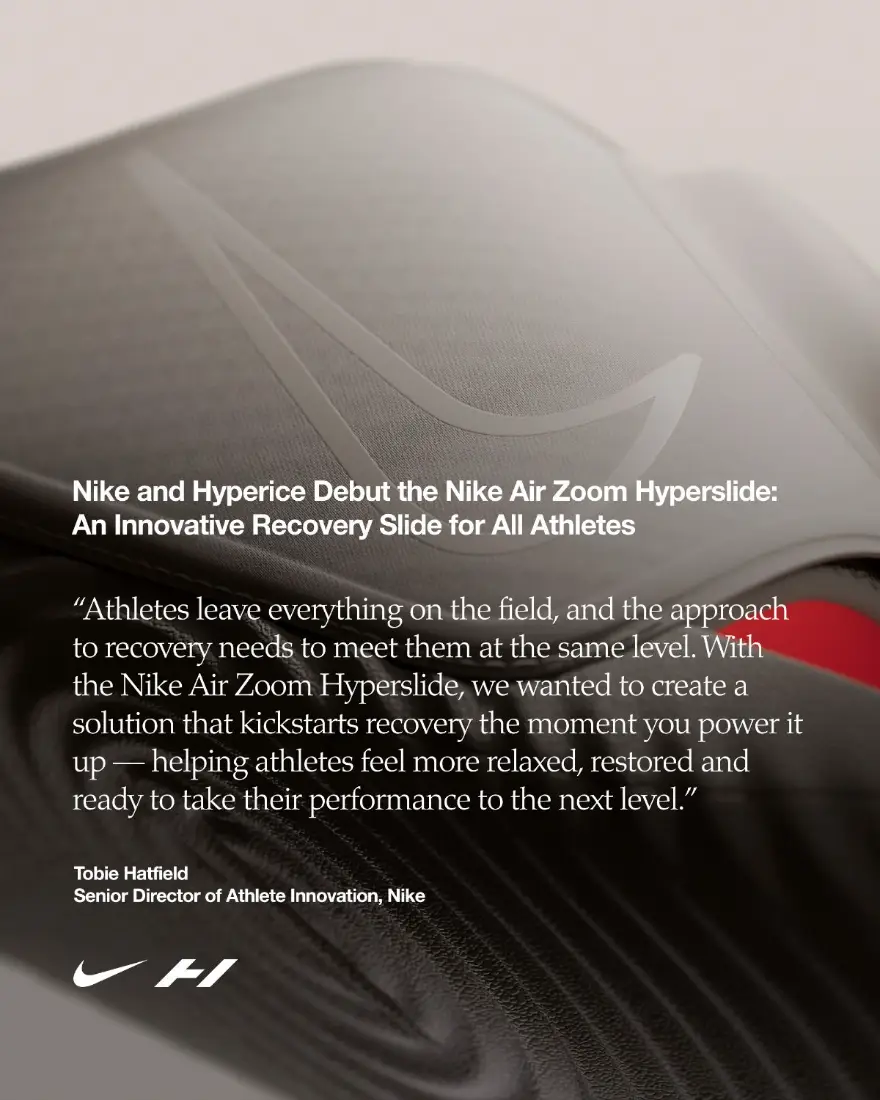 Nike and Hyperice Debut the Nike Air Zoom Hyperslide:
An Innovative Recovery Slide for All Athletes
“Athletes leave everything on the field, and the approach
to recovery needs to meet them at the same level. With
the Nike Air Zoom Hyperslide, we wanted to create a
solution that kickstarts recovery the moment you power it
up — helping athletes feel more relaxed, restored and
ready to take their performance to the next level.”
Tobie Hatfield
Senior Director of Athlete Innovation, Nike